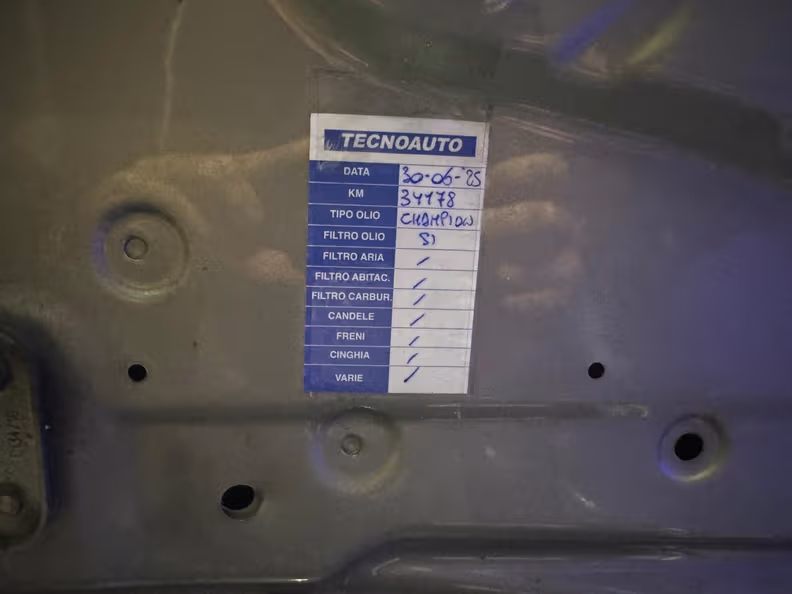 TECNOAUTO
DATA 30-06-'25
KM 34178
TIPO OLIO CHAMPION
FILTRO OLIO SI
FILTRO ARIA /
FILTRO ABITAC. /
FILTRO CARBUR. /
CANDELE /
FRENI /
CINGHIA /
VARIE /